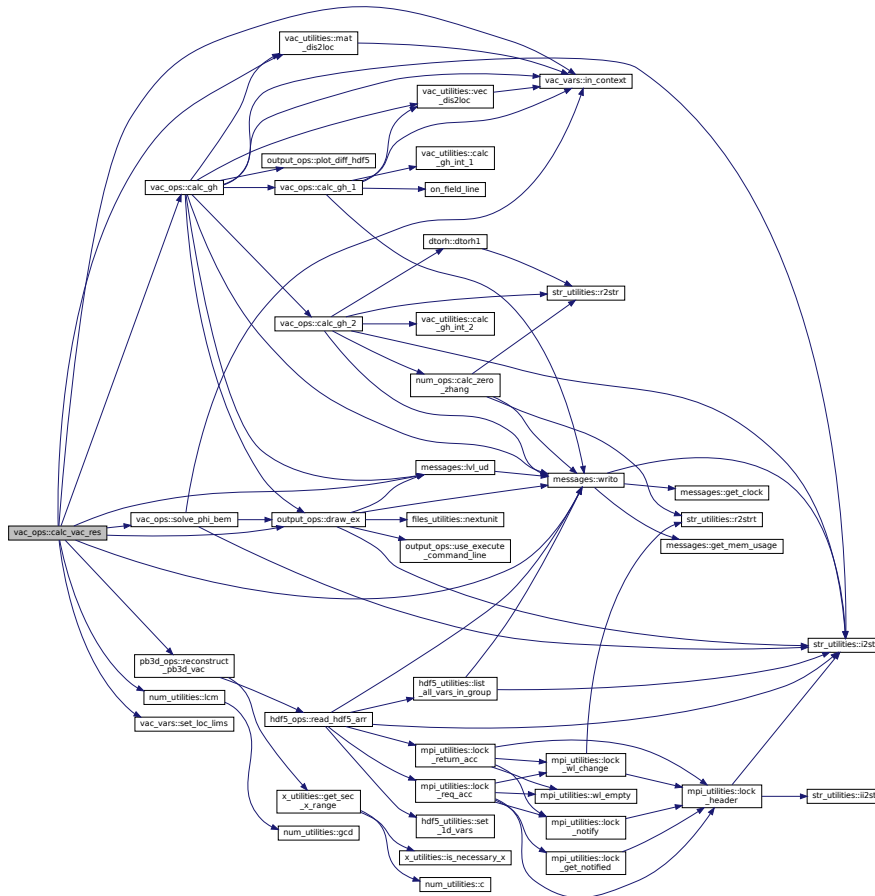 vac_utilities::mat
_dis2loc
vac_vars::in_context
vac_utilities::vec
_dis2loc
output_ops::plot_diff_hdf5
vac_utilities::calc
_gh_int_1
vac_ops::calc_gh
vac_ops::calc_gh_1
on_field_line
dtorh::dtorh1
str_utilities::r2str
vac_ops::calc_gh_2
vac_utilities::calc
_gh_int_2
num_ops::calc_zero
_zhang
messages::lvl_ud
messages::writo
messages::get_clock
vac_ops::calc_vac_res
vac_ops::solve_phi_bem
output_ops::draw_ex
files_utilities::nextunit
str_utilities::r2strt
output_ops::use_execute
_command_line
messages::get_mem_usage
str_utilities::i2st
pb3d_ops::reconstruct
_pb3d_vac
hdf5_utilities::list
_all_vars_in_group
num_utilities::lcm
vac_vars::set_loc_lims
hdf5_ops::read_hdf5_arr
mpi_utilities::lock
_return_acc
mpi_utilities::lock
_wl_change
mpi_utilities::lock
_req_acc
mpi_utilities::wl_empty
mpi_utilities::lock
_header
str_utilities::ii2st
x_utilities::get_sec
_x_range
hdf5_utilities::set
_1d_vars
mpi_utilities::lock
_notify
num_utilities::gcd
x_utilities::is_necessary_x
mpi_utilities::lock
_get_notified
num_utilities::c